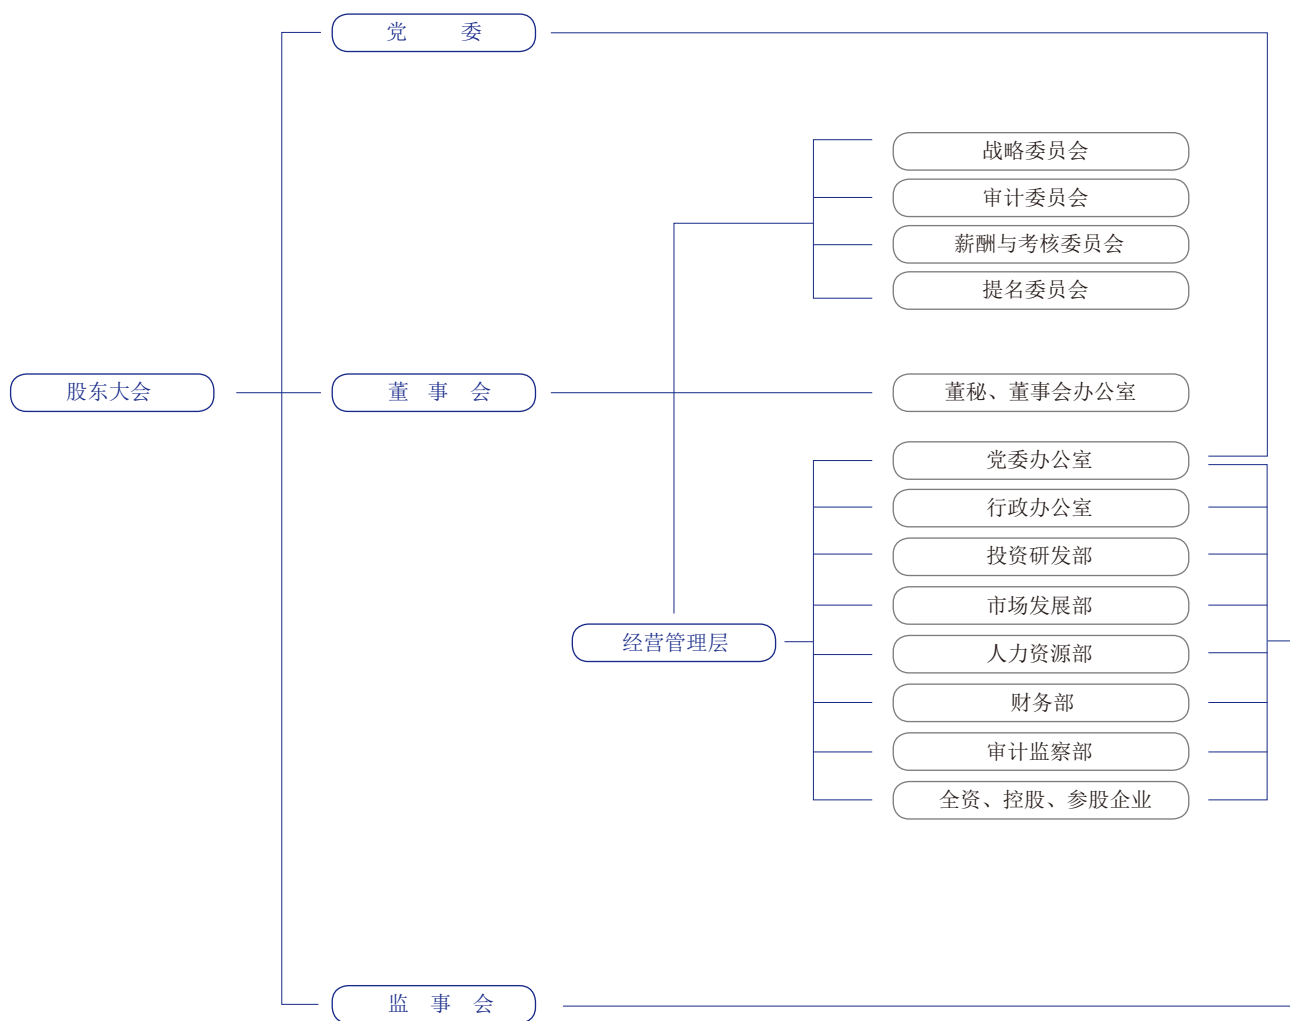 党 委
战略委员会
审计委员会
薪酬与考核委员会
提名委员会
股东大会
董 事 会
董秘、董事会办公室
党委办公室
行政办公室
投资研发部
市场发展部
经营管理层
人力资源部
财务部
审计监察部
全资、控股、参股企业
监 事 会